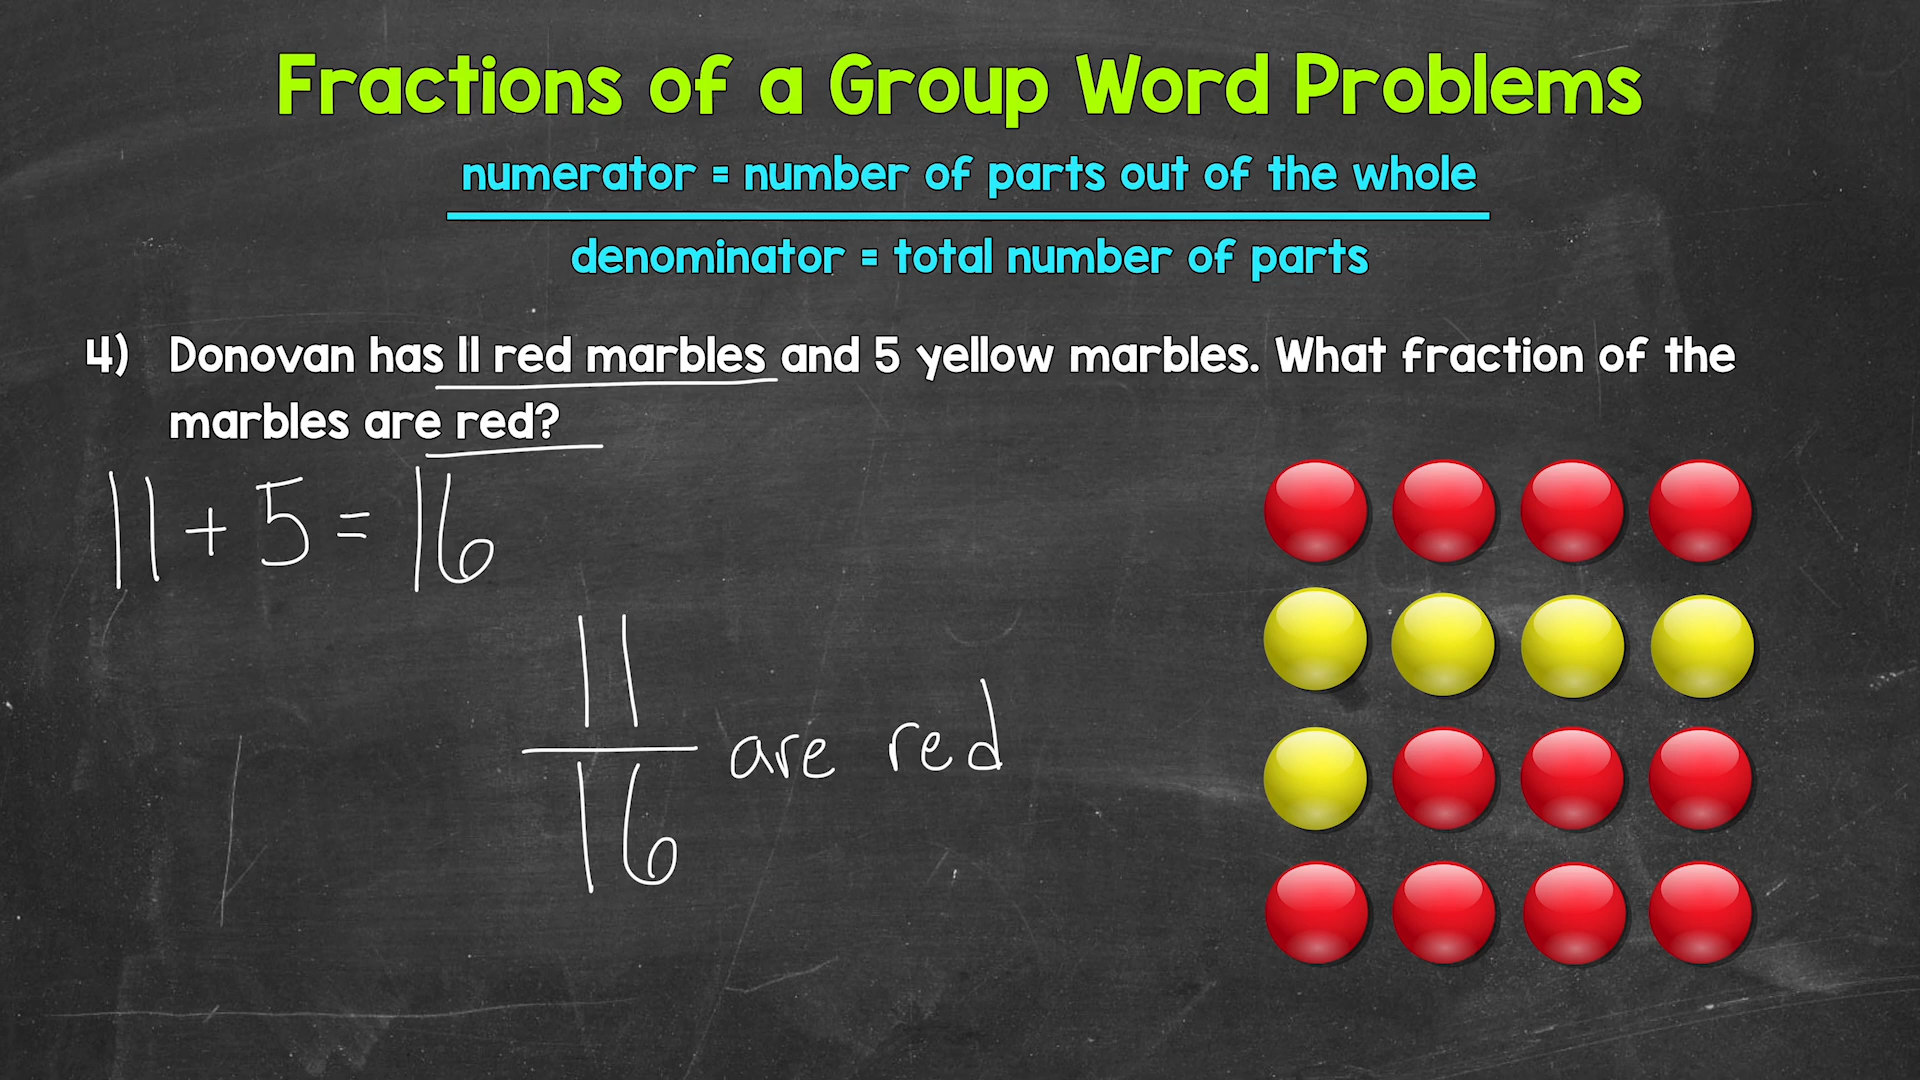 Fractions of a Group Word Problems
numerator = number of parts out of the whole
denominator = total number of parts
4) Donovan has 11 red marbles and 5 yellow marbles. What fraction of the
marbles are red?
11 + 5 = 16
11
are red
16